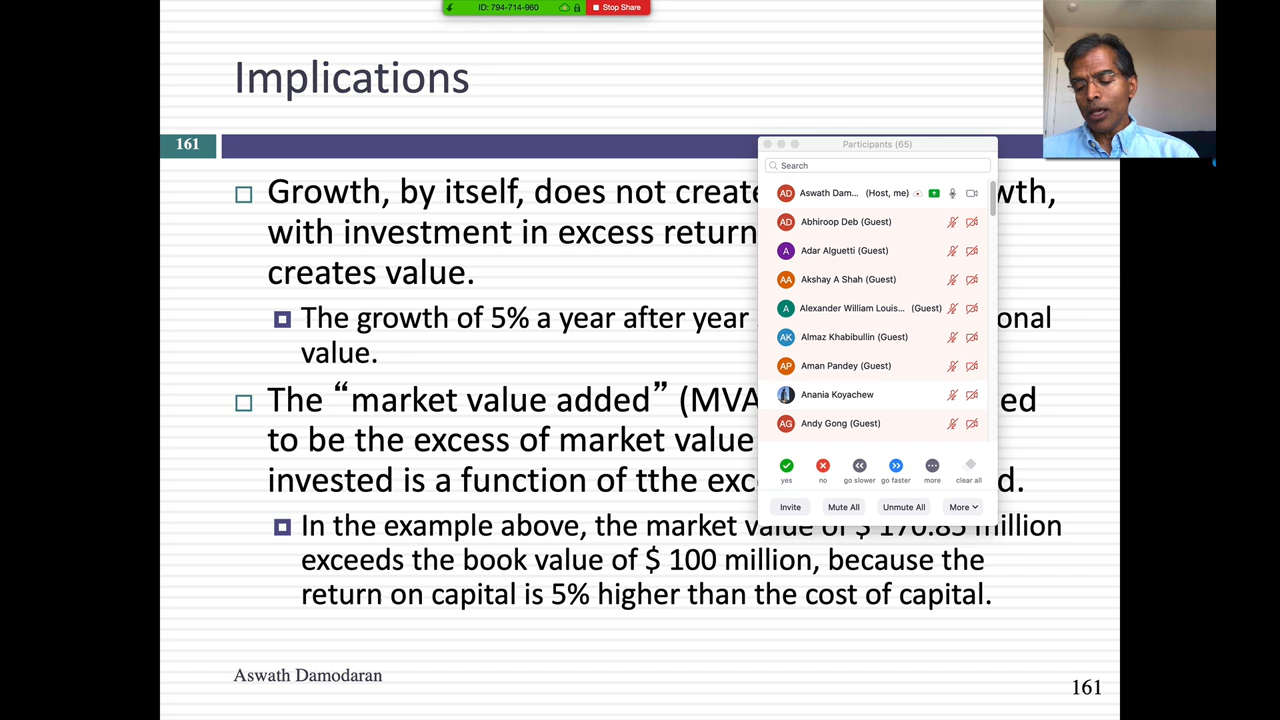 ID: 794-714-960
Stop Share
Implications
161
Growth, by itself, does not create wth,
with investment in excess return
creates value.
The growth of 5% a year after year onal
value.
The “market value added” (MVA ed
to be the excess of market value
invested is a function of tthe exc d.
In the example above, the market value of $ 170.85 million
exceeds the book value of $ 100 million, because the
return on capital is 5% higher than the cost of capital.
Aswath Damodaran
161
Participants (65)
Search
AD Aswath Dam... (Host, me)
AD Abhiroop Deb (Guest)
A Adar Alguetti (Guest)
AA Akshay A Shah (Guest)
A Alexander William Louis... (Guest)
AK Almaz Khabibullin (Guest)
AP Aman Pandey (Guest)
Anania Koyachew
AG Andy Gong (Guest)
yes no go slower go faster more clear all
Invite Mute All Unmute All More